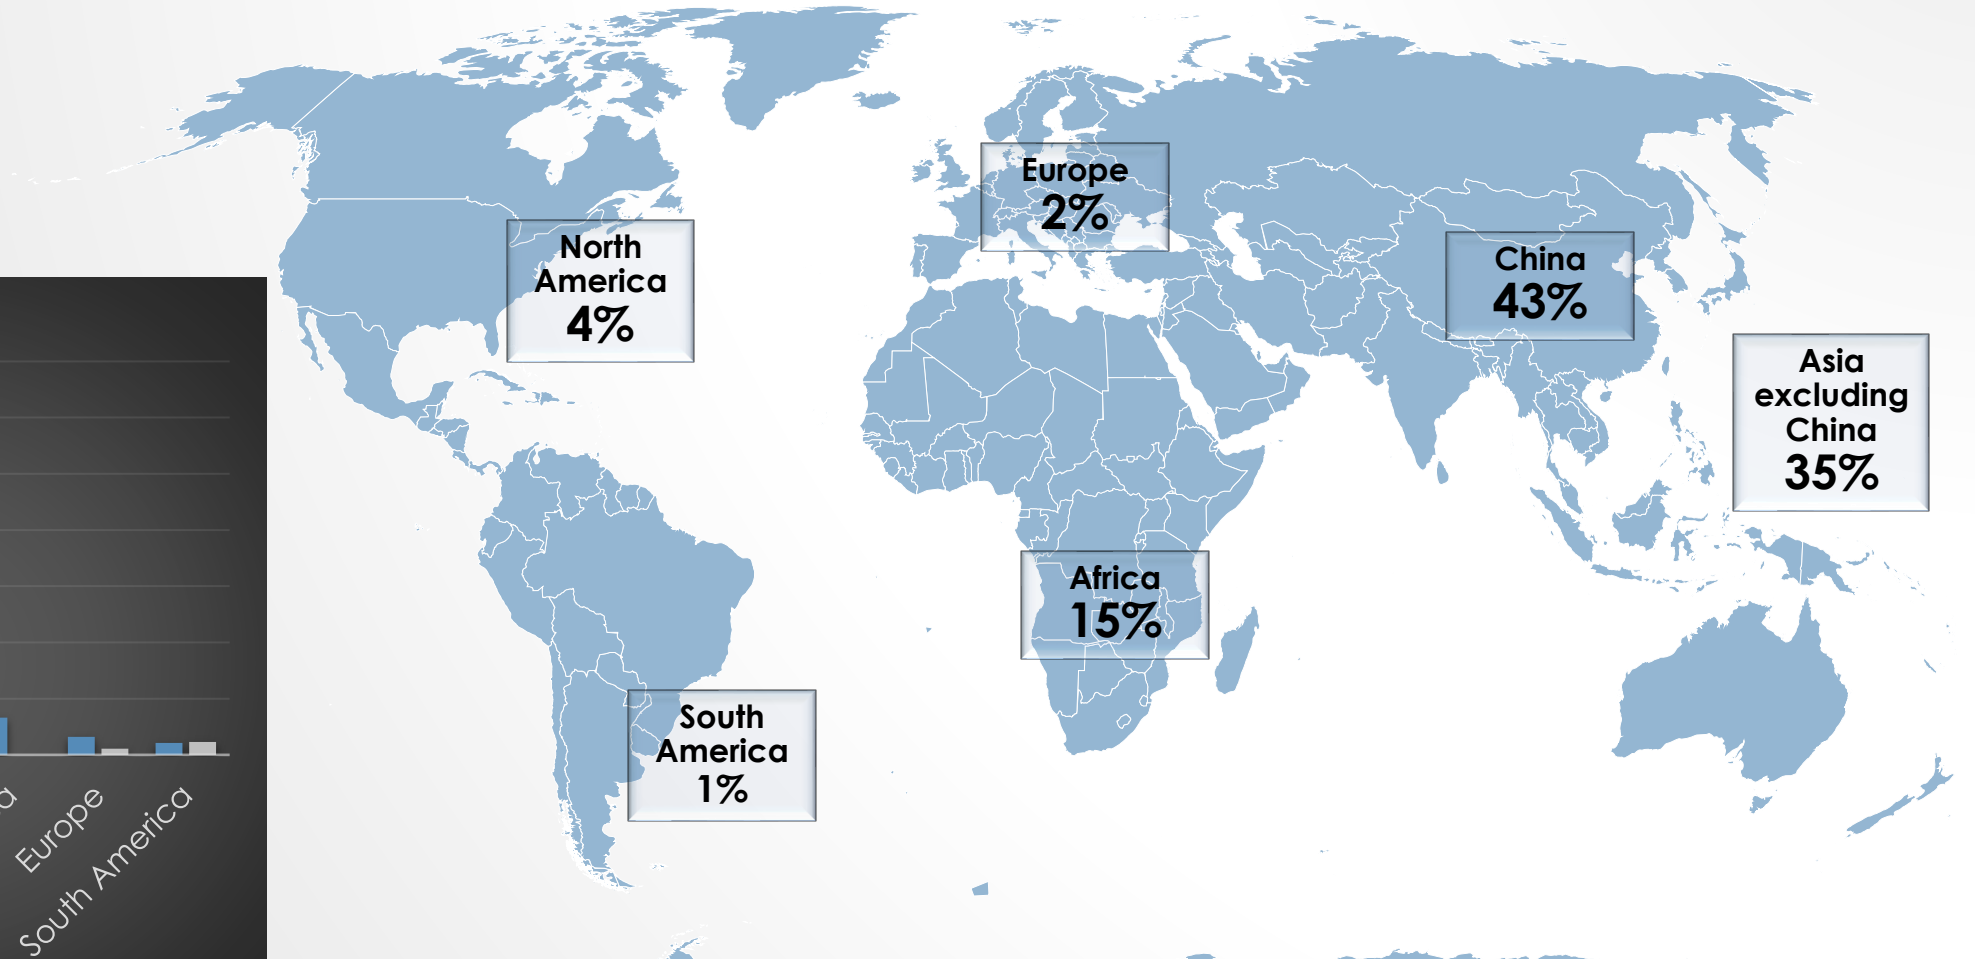 Europe
2%
North
America
4%
China
43%
Asia
excluding
China
35%
Africa
15%
South
America
1%
Europe
South America